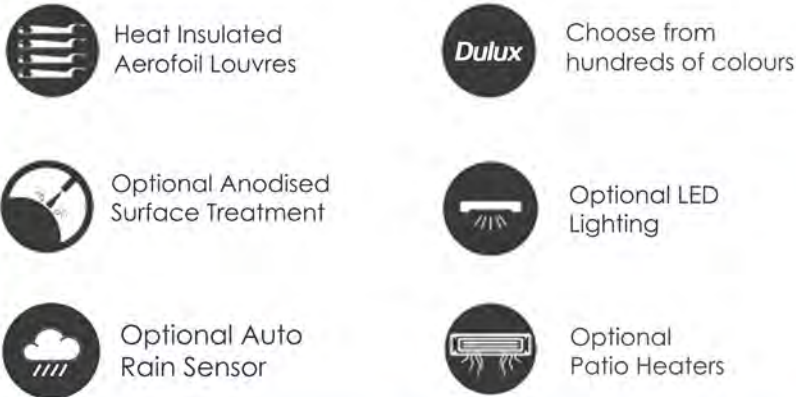 Heat Insulated
Aerofoil Louvres
Dulux
Choose from
hundreds of colours
Optional Anodised
Surface Treatment
Optional LED
Lighting
Optional Auto
Rain Sensor
Optional
Patio Heaters